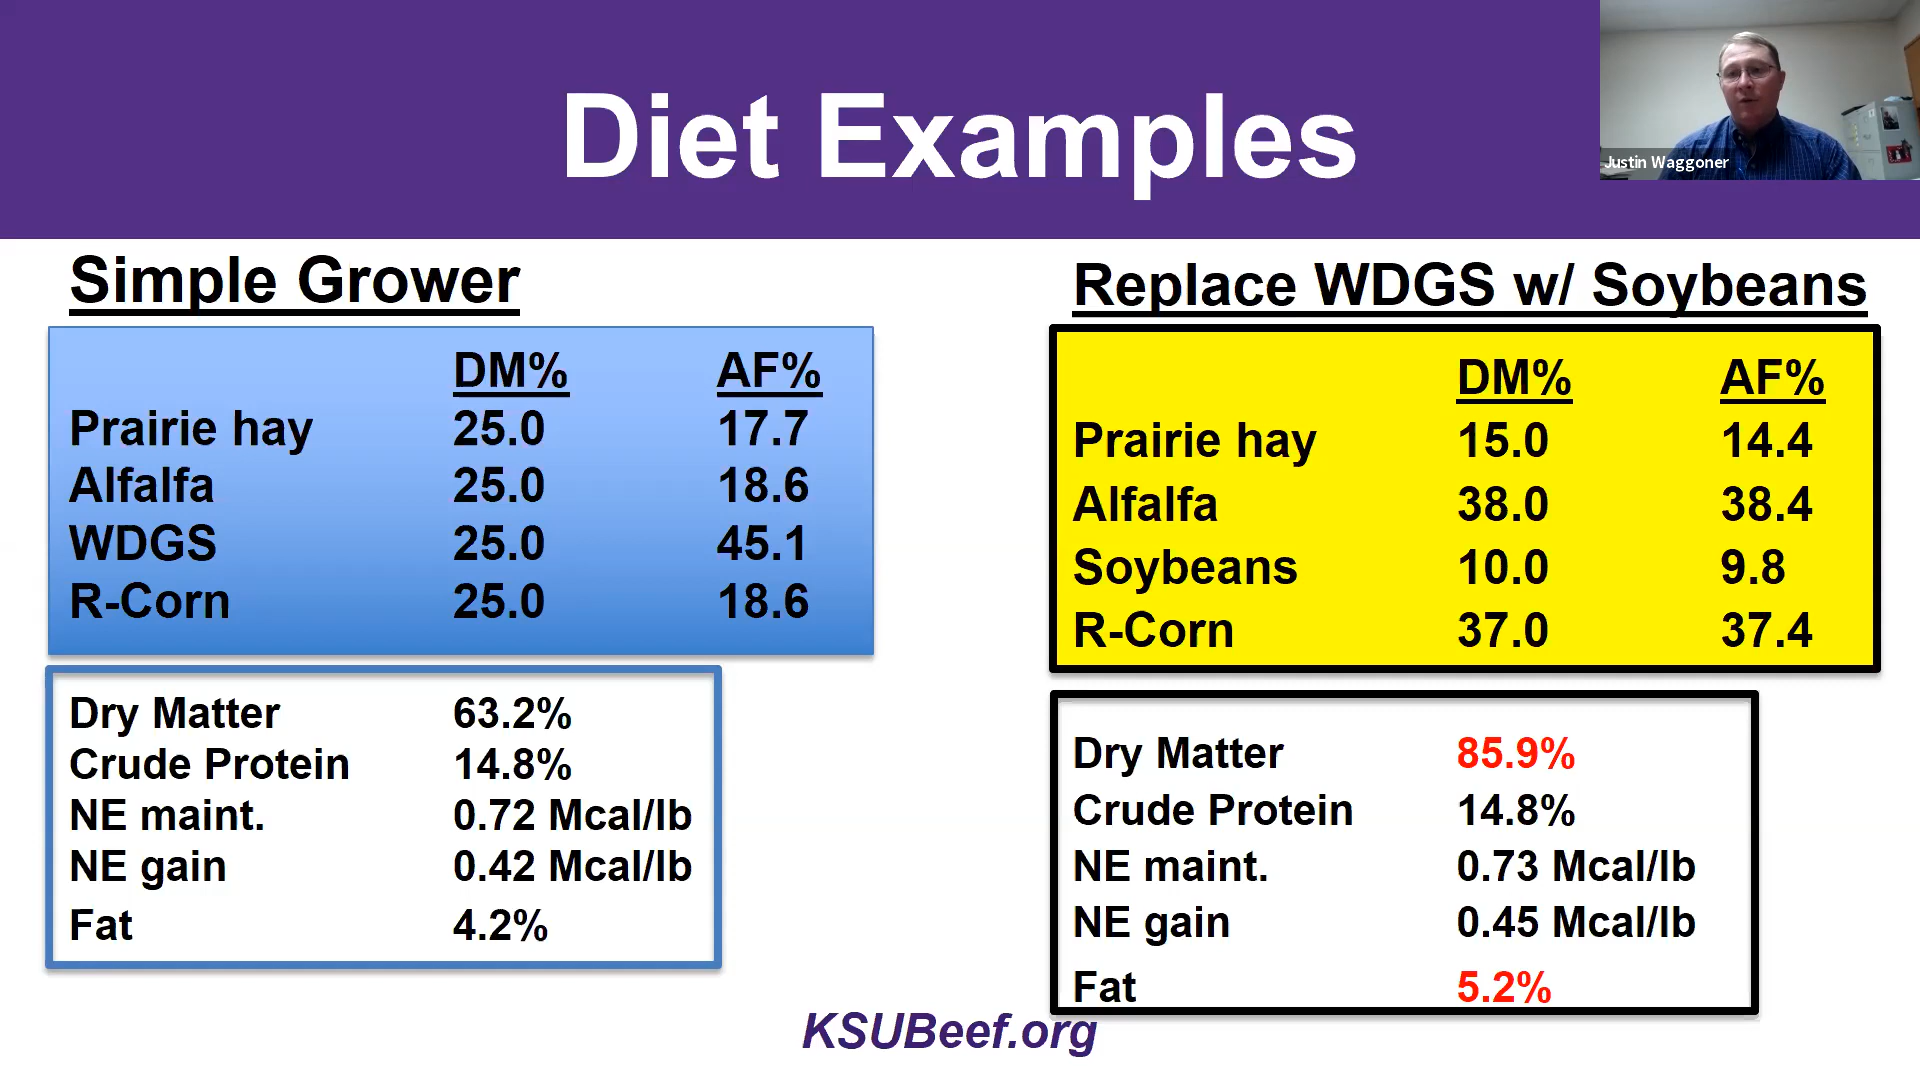 Diet Examples
Justin Waggoner
Simple Grower
DM% AF%
Prairie hay 25.0 17.7
Alfalfa 25.0 18.6
WDGS 25.0 45.1
R-Corn 25.0 18.6
Dry Matter 63.2%
Crude Protein 14.8%
NE maint. 0.72 Mcal/lb
NE gain 0.42 Mcal/lb
Fat 4.2%
Replace WDGS w/ Soybeans
DM% AF%
Prairie hay 15.0 14.4
Alfalfa 38.0 38.4
Soybeans 10.0 9.8
R-Corn 37.0 37.4
Dry Matter 85.9%
Crude Protein 14.8%
NE maint. 0.73 Mcal/lb
NE gain 0.45 Mcal/lb
Fat 5.2%
KSUBeef.org